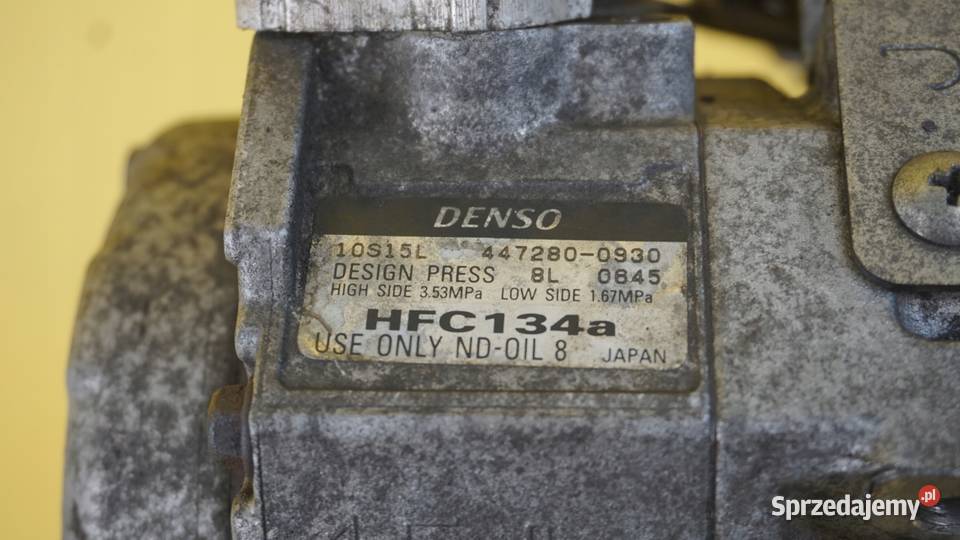 DENSO
10S15L 447280-0930
DESIGN PRESS 8L 0645
HIGH SIDE 3.53MPa LOW SIDE 1.67MPa
HFC134a
USE ONLY ND-OIL 8 JAPAN
Sprzedajemy.pl